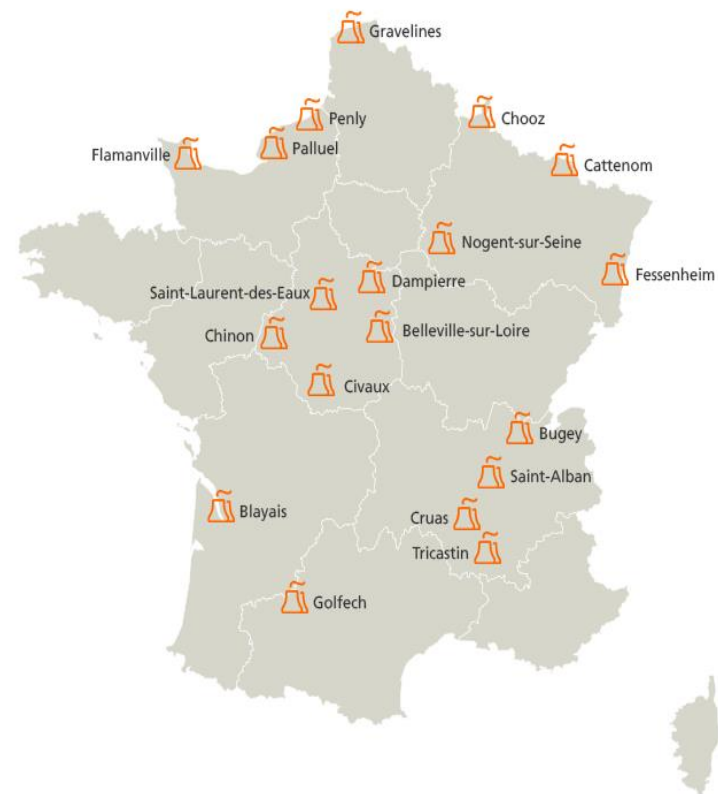 Gravelines
Penly
Chooz
Palluel
Flamanville
Cattenom
Nogent-sur-Seine
Fessenheim
Dampierre
Saint-Laurent-des-Eaux
Belleville-sur-Loire
Chinon
Civaux
Bugey
Saint-Alban
Blayais
Cruas
Tricastin
Golfech